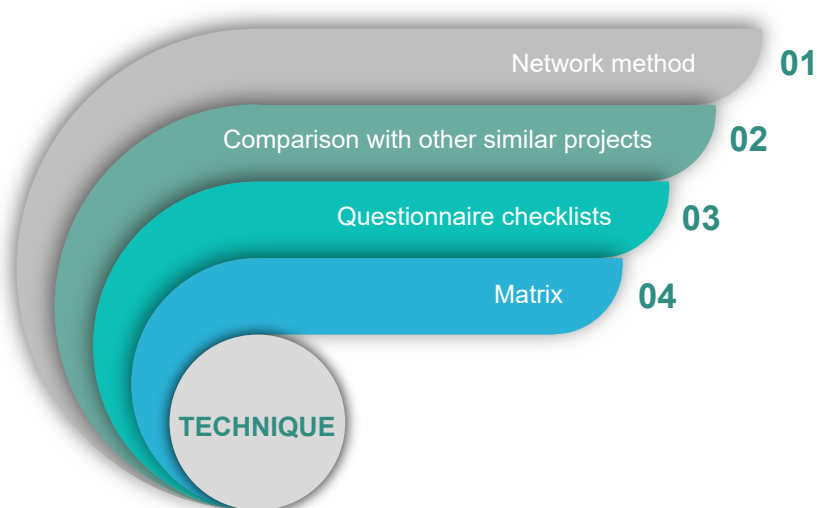 Network method 01
Comparison with other similar projects 02
Questionnaire checklists 03
Matrix 04
TECHNIQUE